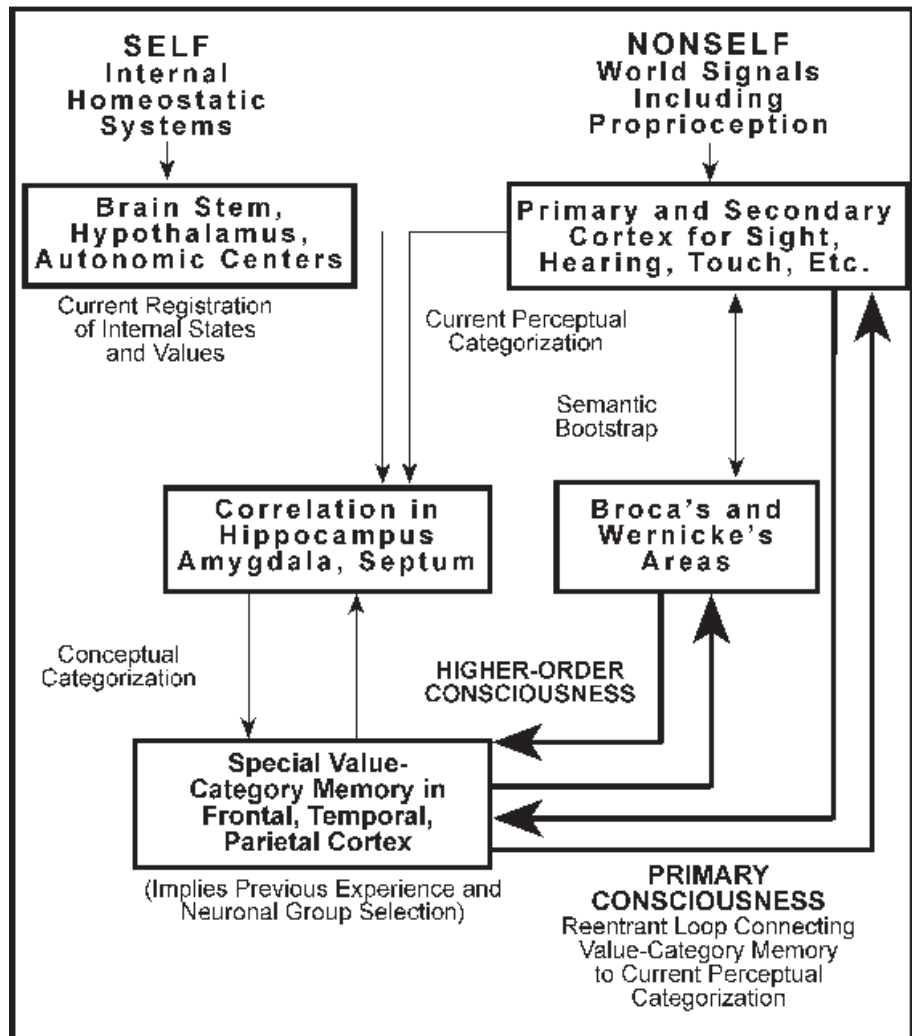 SELF
Internal
Homeostatic
Systems
NONSELF
World Signals
Including
Proprioception
Brain Stem,
Hypothalamus,
Autonomic Centers
Primary and Secondary
Cortex for Sight,
Hearing, Touch, Etc.
Current Registration
of Internal States
and Values
Current Perceptual
Categorization
Semantic
Bootstrap
Correlation in
Hippocampus
Amygdala, Septum
Broca's and
Wernicke's
Areas
Conceptual
Categorization
HIGHER-ORDER
CONSCIOUSNESS
Special Value-
Category Memory in
Frontal, Temporal,
Parietal Cortex
(Implies Previous Experience and
Neuronal Group Selection)
PRIMARY
CONSCIOUSNESS
Reentrant Loop Connecting
Value-Category Memory
to Current Perceptual
Categorization